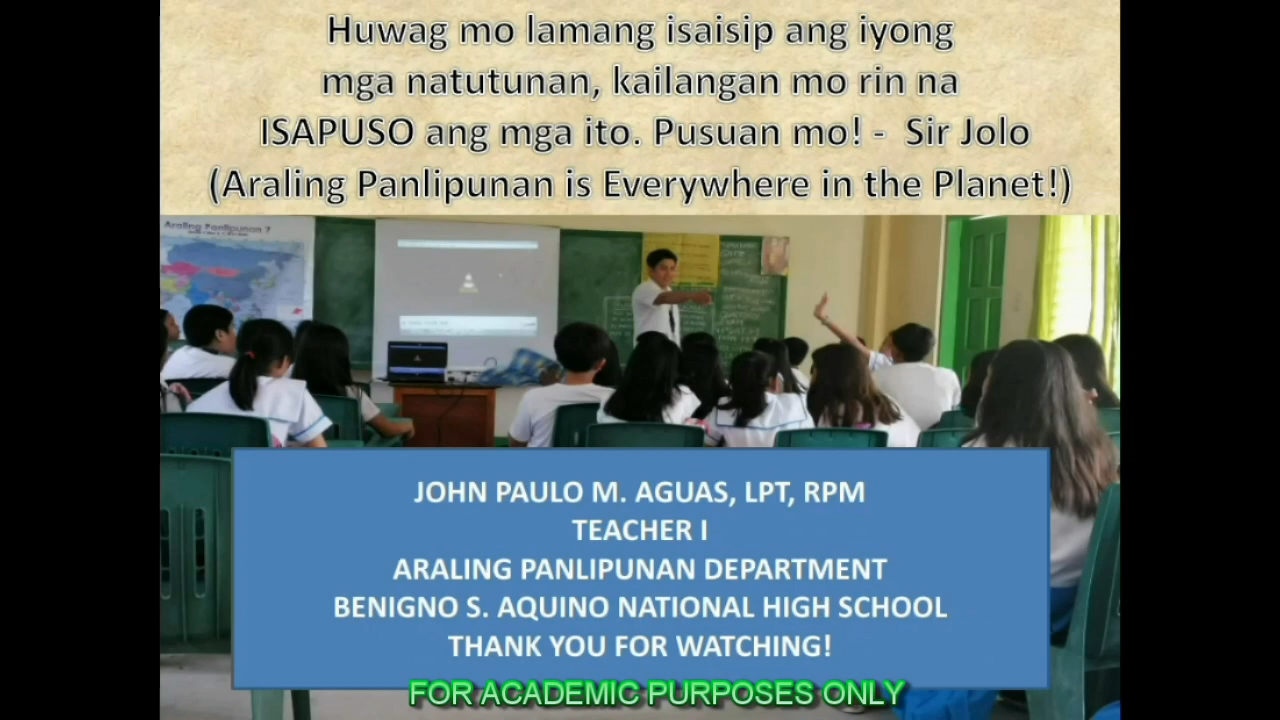 Huwag mo lamang isaisip ang iyong
mga natutunan, kailangan mo rin na
ISAPUSO ang mga ito. Pusuan mo! - Sir Jolo
(Araling Panlipunan is Everywhere in the Planet!)
Araling Panlipunan 7
JOHN PAULO M. AGUAS, LPT, RPM
TEACHER I
ARALING PANLIPUNAN DEPARTMENT
BENIGNO S. AQUINO NATIONAL HIGH SCHOOL
THANK YOU FOR WATCHING!
FOR ACADEMIC PURPOSES ONLY